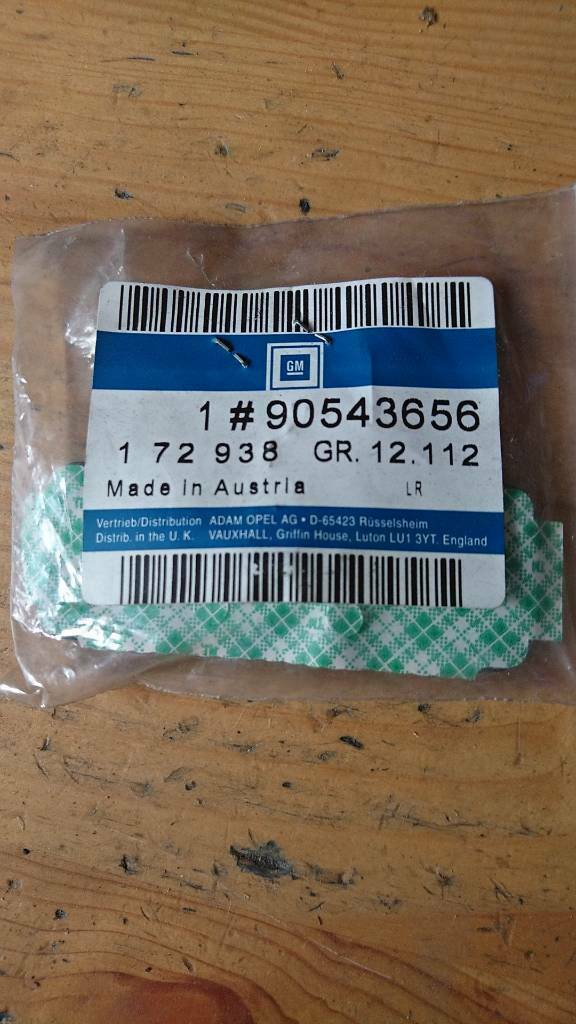 GM
1 # 90543656
1 72 938 GR. 12.112
Made in Austria LR
Vertrieb/Distribution ADAM OPEL AG • D-65423 Rüsselsheim
Distrib. in the U. K. VAUXHALL, Griffin House, Luton LU1 3YT. England